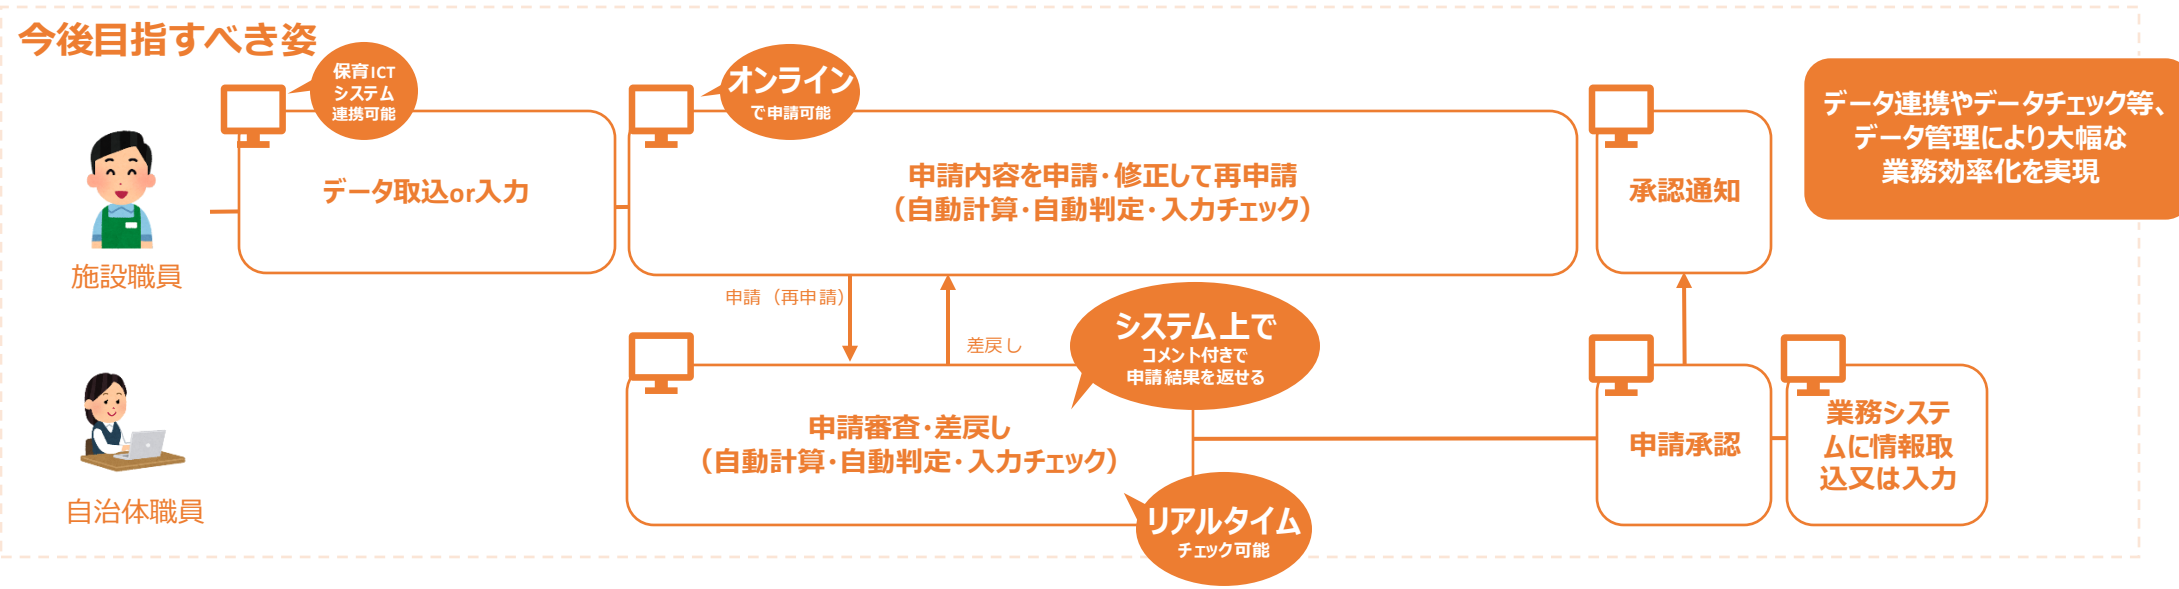 今後目指すべき姿
保育ICT
システム
連携可能
オンライン
で申請可能
データ連携やデータチェック等、
データ管理により大幅な
業務効率化を実現
データ取込or入力
申請内容を申請・修正して再申請
（自動計算・自動判定・入力チェック）
承認通知
施設職員
申請（再申請）
差戻し
システム上で
コメント付きで
申請結果を返せる
申請審査・差戻し
（自動計算・自動判定・入力チェック）
申請承認
業務システ
ムに情報取
込又は入力
自治体職員
リアルタイム
チェック可能